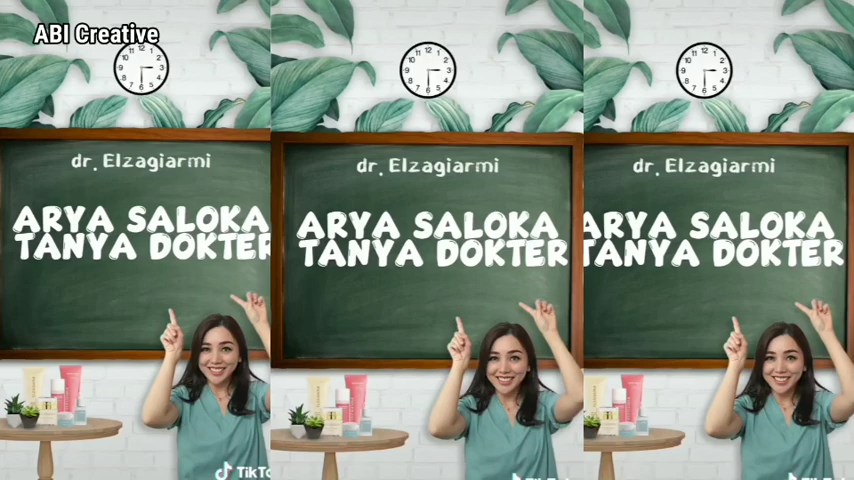 ABI Creative
dr. Elzagiarmi
ARYA SALOKA
TANYA DOKTER
dr. Elzagiarmi
ARYA SALOKA
TANYA DOKTER
dr. Elzagiarmi
ARYA SALOKA
TANYA DOKTER
TikTo